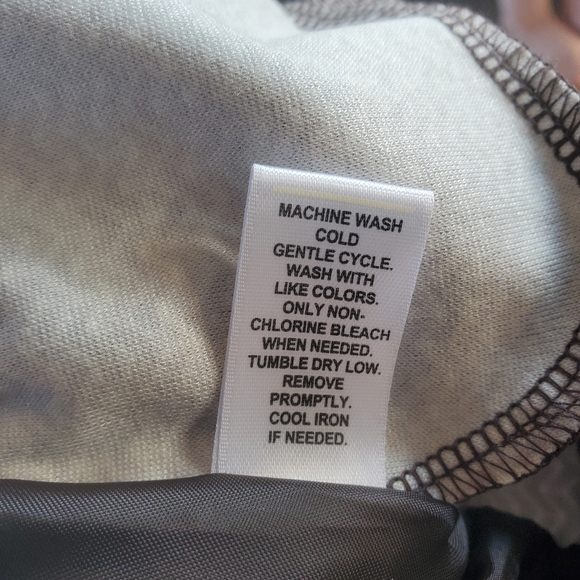 MACHINE WASH
COLD
GENTLE CYCLE.
WASH WITH
LIKE COLORS.
ONLY NON-
CHLORINE BLEACH
WHEN NEEDED.
TUMBLE DRY LOW.
REMOVE
PROMPTLY.
COOL IRON
IF NEEDED.